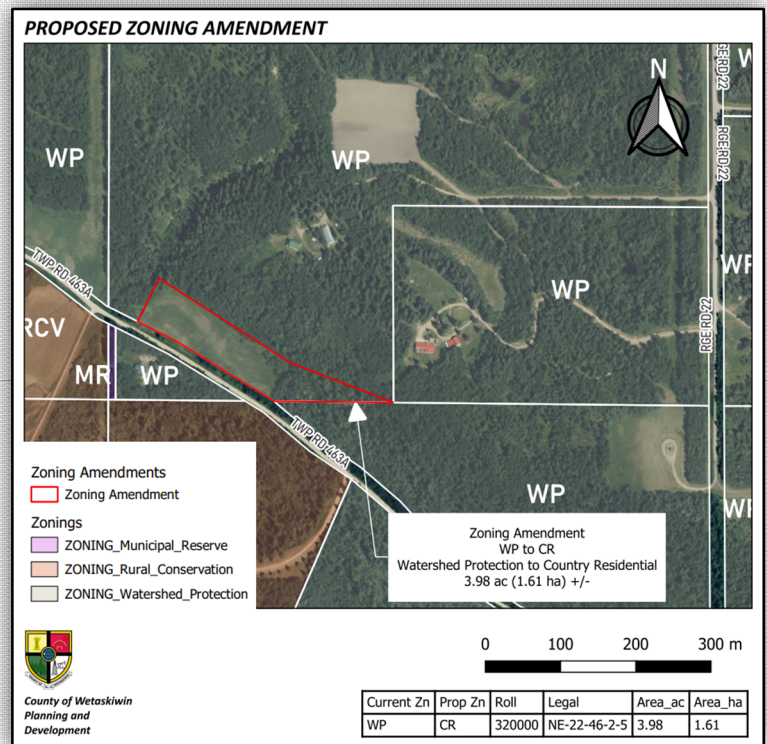 PROPOSED ZONING AMENDMENT
N
RGE RD 22
WP
WP
RGE RD 22
TWP RD 463A
WP
WP
RCV
RGE RD 22
MR
WP
TWP RD 463A
WP
Zoning Amendments
Zoning Amendment
Zonings
ZONING_Municipal_Reserve
ZONING_Rural_Conservation
ZONING_Watershed_Protection
Zoning Amendment
WP to CR
Watershed Protection to Country Residential
3.98 ac (1.61 ha) +/-
0 100 200 300 m
County of Wetaskiwin
Planning and
Development
Current Zn Prop Zn Roll Legal Area_ac Area_ha
WP CR 320000 NE-22-46-2-5 3.98 1.61